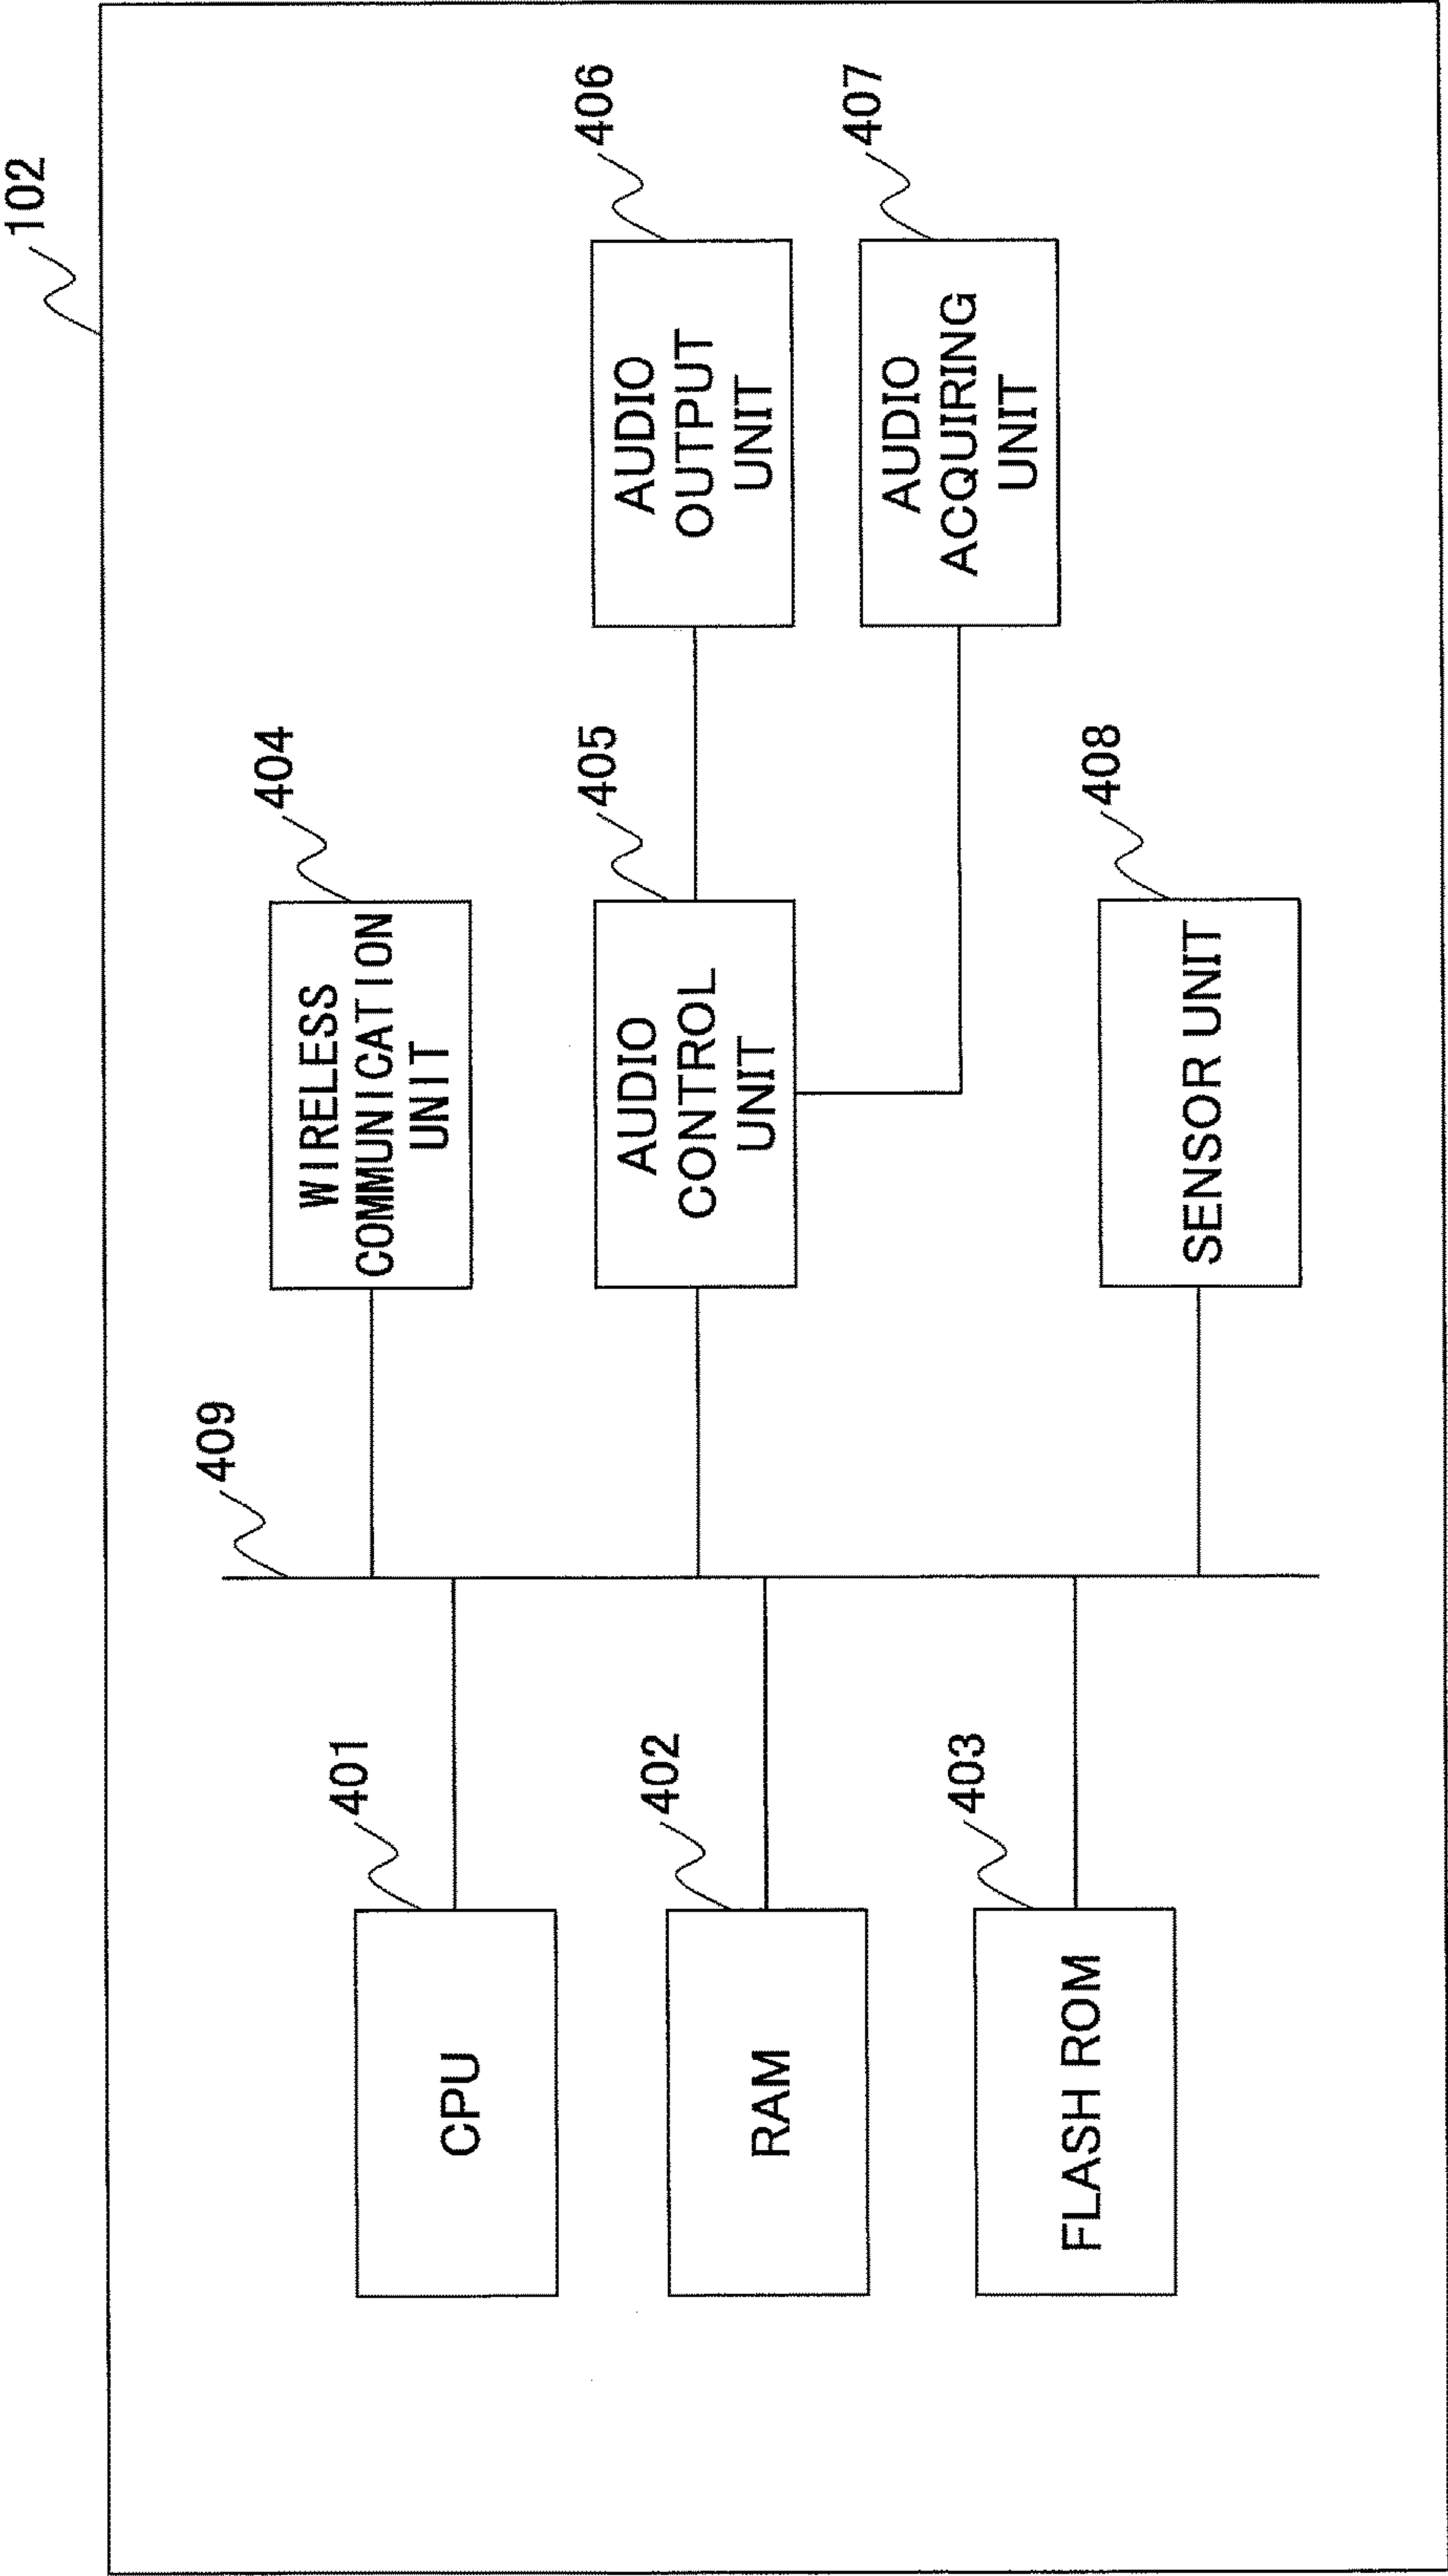 102
409
401
CPU
402
RAM
403
FLASH ROM
404
WIRELESS
COMMUNICATION
UNIT
405
AUDIO
CONTROL
UNIT
406
AUDIO
OUTPUT
UNIT
407
AUDIO
ACQUIRING
UNIT
408
SENSOR UNIT